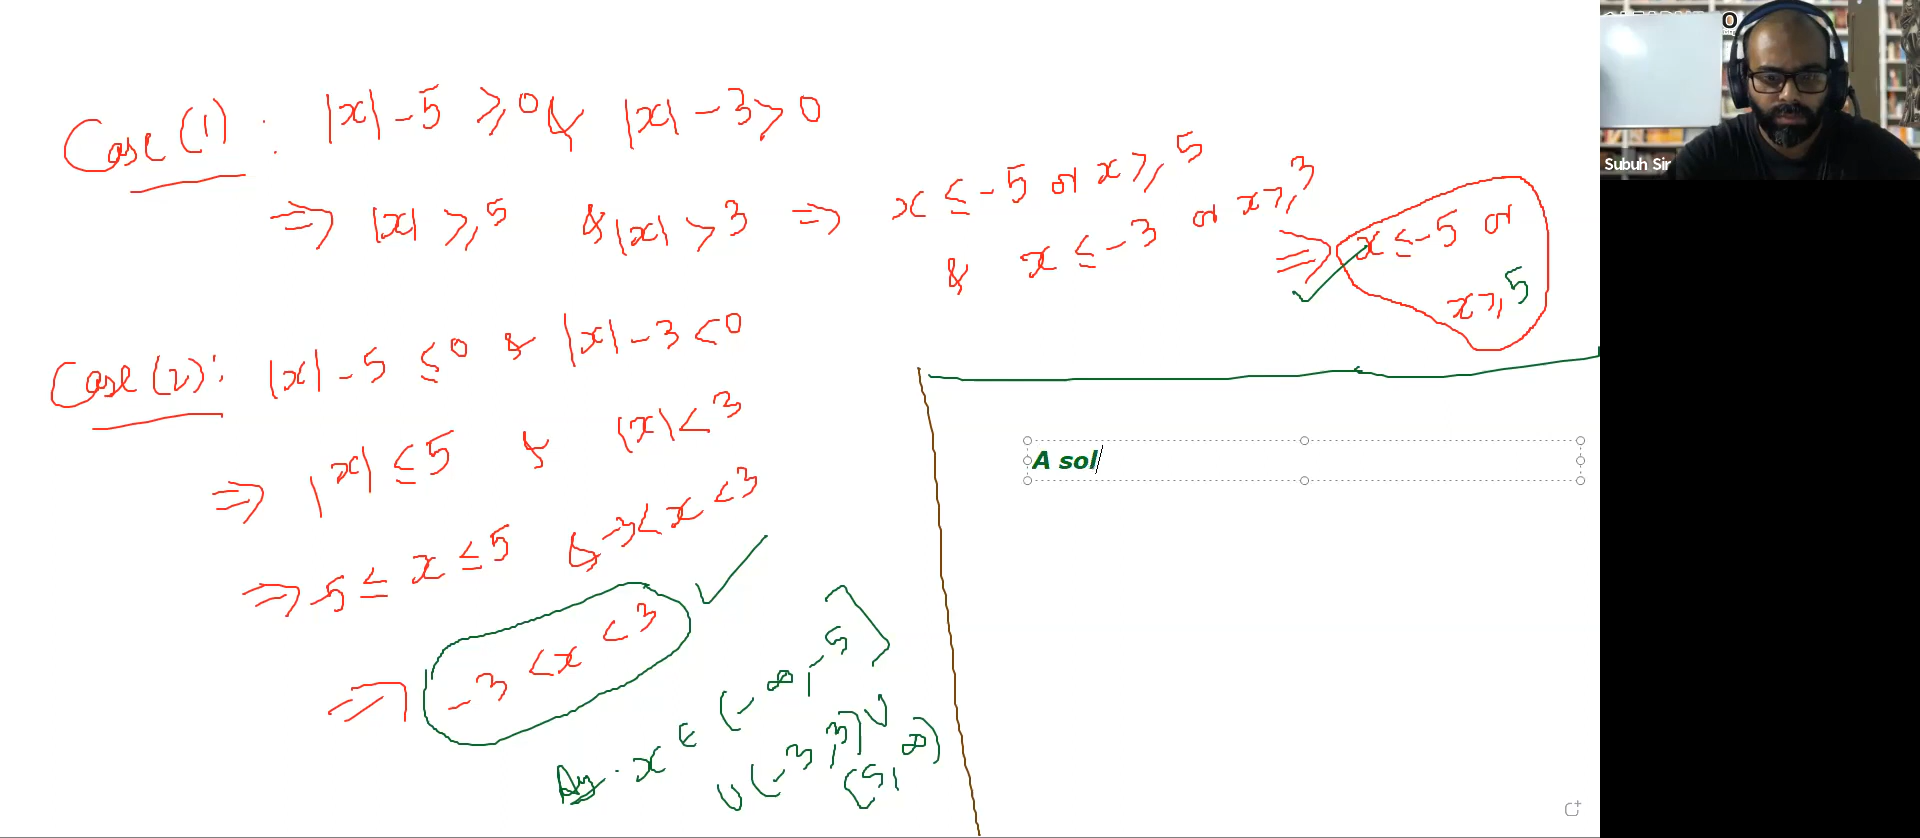 Case (1) : |x| - 5 ⩾ 0 & |x| - 3 > 0
⇒ |x| ⩾ 5 & |x| > 3 ⇒ x ≤ -5 or x ⩾ 5
& x ≤ -3 or x ⩾ 3
⇒ x ≤ -5 or
x ⩾ 5
Case (2) : |x| - 5 ≤ 0 & |x| - 3 < 0
⇒ |x| ≤ 5 & |x| < 3
⇒ -5 ≤ x ≤ 5 & -3 < x < 3
⇒ -3 < x < 3
Ans . x ∈ (-∞, -5]
∪ (-3, 3) ∪
[5, ∞)
A sol
Subuh Sir